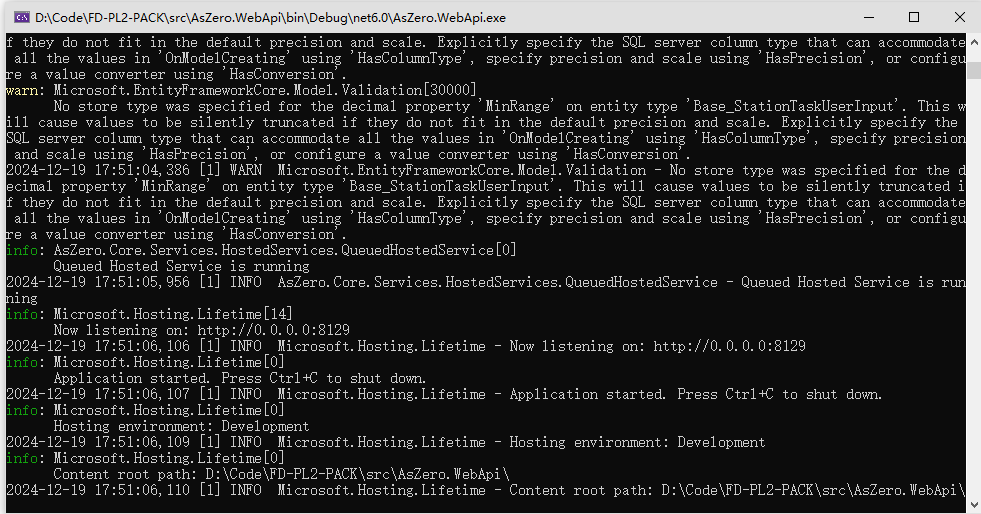 D:\Code\FD-PL2-PACK\src\AsZero.WebApi\bin\Debug\net6.0\AsZero.WebApi.exe
f they do not fit in the default precision and scale. Explicitly specify the SQL server column type that can accommodate
 all the values in 'OnModelCreating' using 'HasColumnType', specify precision and scale using 'HasPrecision', or configu
re a value converter using 'HasConversion'.
warn: Microsoft.EntityFrameworkCore.Model.Validation[30000]
      No store type was specified for the decimal property 'MinRange' on entity type 'Base_StationTaskUserInput'. This w
ill cause values to be silently truncated if they do not fit in the default precision and scale. Explicitly specify the
SQL server column type that can accommodate all the values in 'OnModelCreating' using 'HasColumnType', specify precision
 and scale using 'HasPrecision', or configure a value converter using 'HasConversion'.
2024-12-19 17:51:04,386 [1] WARN  Microsoft.EntityFrameworkCore.Model.Validation - No store type was specified for the d
ecimal property 'MinRange' on entity type 'Base_StationTaskUserInput'. This will cause values to be silently truncated i
f they do not fit in the default precision and scale. Explicitly specify the SQL server column type that can accommodate
 all the values in 'OnModelCreating' using 'HasColumnType', specify precision and scale using 'HasPrecision', or configu
re a value converter using 'HasConversion'.
info: AsZero.Core.Services.HostedServices.QueuedHostedService[0]
      Queued Hosted Service is running
2024-12-19 17:51:05,956 [1] INFO  AsZero.Core.Services.HostedServices.QueuedHostedService - Queued Hosted Service is run
ning
info: Microsoft.Hosting.Lifetime[14]
      Now listening on: http://0.0.0.0:8129
2024-12-19 17:51:06,106 [1] INFO  Microsoft.Hosting.Lifetime - Now listening on: http://0.0.0.0:8129
info: Microsoft.Hosting.Lifetime[0]
      Application started. Press Ctrl+C to shut down.
2024-12-19 17:51:06,107 [1] INFO  Microsoft.Hosting.Lifetime - Application started. Press Ctrl+C to shut down.
info: Microsoft.Hosting.Lifetime[0]
      Hosting environment: Development
2024-12-19 17:51:06,109 [1] INFO  Microsoft.Hosting.Lifetime - Hosting environment: Development
info: Microsoft.Hosting.Lifetime[0]
      Content root path: D:\Code\FD-PL2-PACK\src\AsZero.WebApi\
2024-12-19 17:51:06,110 [1] INFO  Microsoft.Hosting.Lifetime - Content root path: D:\Code\FD-PL2-PACK\src\AsZero.WebApi\